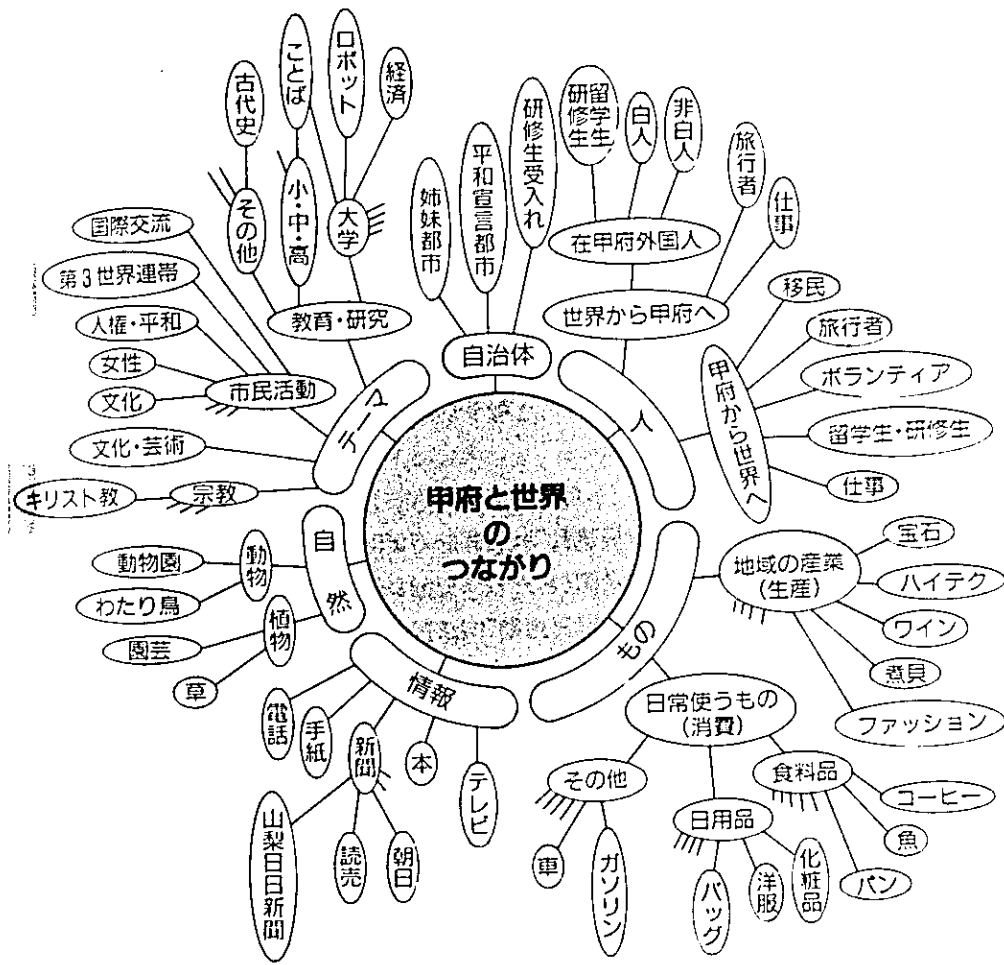 甲府と世界
の
つながり
自治体
姉妹都市
平和宣言都市
研修生受入れ
人
世界から甲府へ
在甲府外国人
留学生
研修生
白人
非白人
旅行者
仕事
甲府から世界へ
移民
旅行者
ボランティア
留学生・研修生
仕事
もの
地域の産業
(生産)
宝石
ハイテク
ワイン
煮貝
ファッション
日常使うもの
(消費)
食料品
コーヒー
魚
パン
日用品
化粧品
洋服
バッグ
その他
ガソリン
車
情報
テレビ
本
新聞
朝日
読売
山梨日日新聞
手紙
電話
自然
動物
動物園
わたり鳥
植物
園芸
草
テーマ
教育・研究
大学
経済
ロボット
ことば
小・中・高
その他
古代史
市民活動
国際交流
第3世界連帯
人権・平和
女性
文化
文化・芸術
宗教
キリスト教